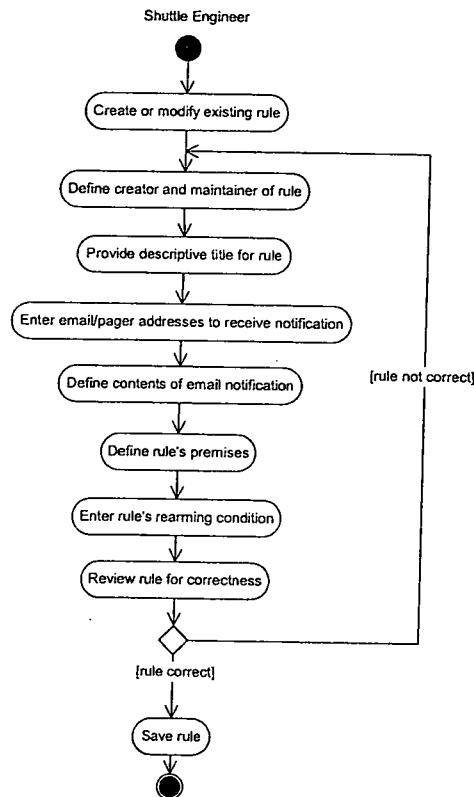 Shuttle Engineer
Create or modify existing rule
Define creator and maintainer of rule
Provide descriptive title for rule
Enter email/pager addresses to receive notification
Define contents of email notification
[rule not correct]
Define rule's premises
Enter rule's rearming condition
Review rule for correctness
[rule correct]
Save rule